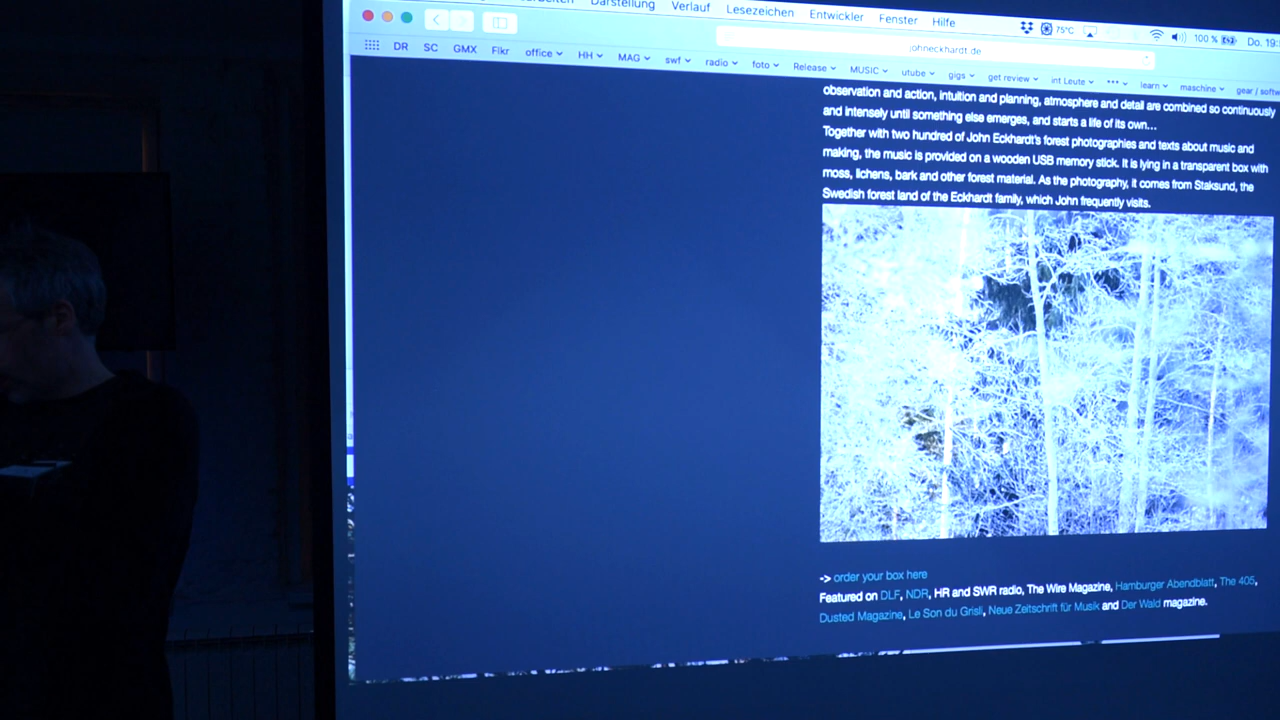 Darstellung Verlauf Lesezeichen Entwickler Fenster Hilfe 75°C 100 % Do. 19:
johneckhardt.de
DR SC GMX Flkr office HH MAG swf radio foto Release MUSIC utube gigs get review int Leute ••• learn maschine gear / softw
observation and action, intuition and planning, atmosphere and detail are combined so continuously
and intensely until something else emerges, and starts a life of its own...
Together with two hundred of John Eckhardt's forest photographies and texts about music and
making, the music is provided on a wooden USB memory stick. It is lying in a transparent box with
moss, lichens, bark and other forest material. As the photography, it comes from Staksund, the
Swedish forest land of the Eckhardt family, which John frequently visits.
-> order your box here
Featured on DLF, NDR, HR and SWR radio, The Wire Magazine, Hamburger Abendblatt, The 405,
Dusted Magazine, Le Son du Grisli, Neue Zeitschrift für Musik and Der Wald magazine.